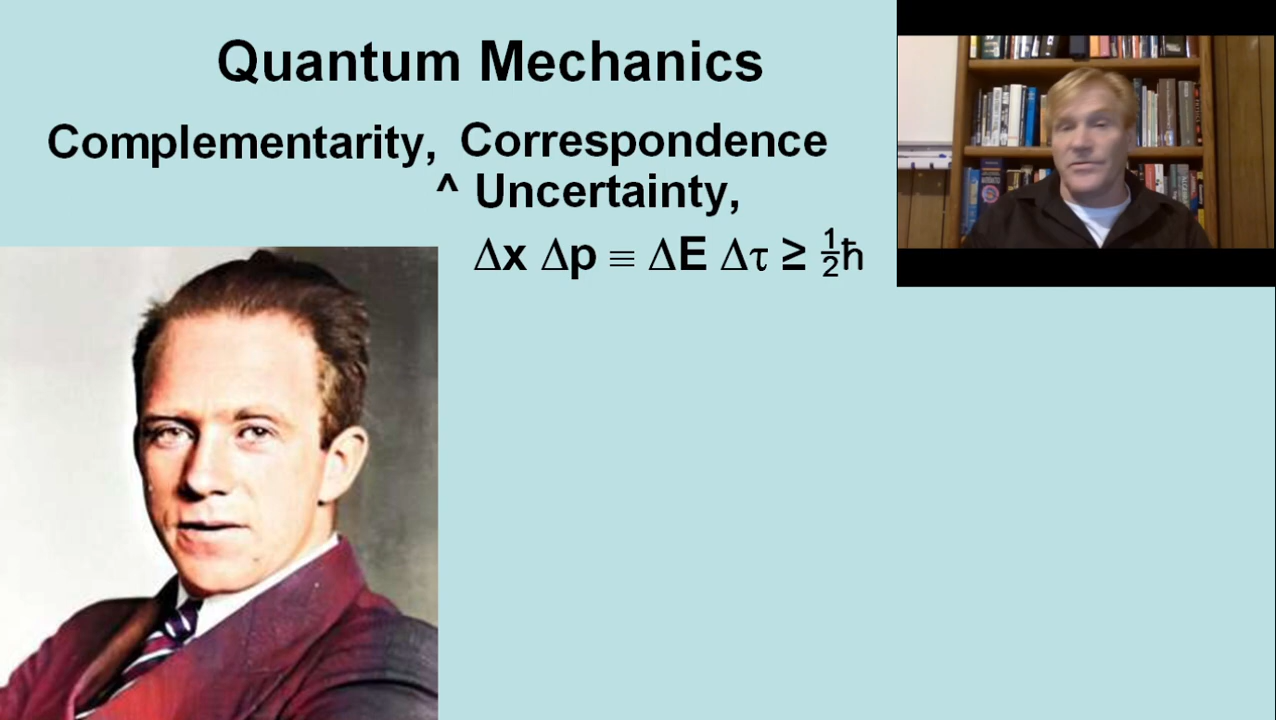 Quantum Mechanics
Complementarity, Correspondence
^ Uncertainty,
Δx Δp ≡ ΔE Δτ ≥ ½ħ